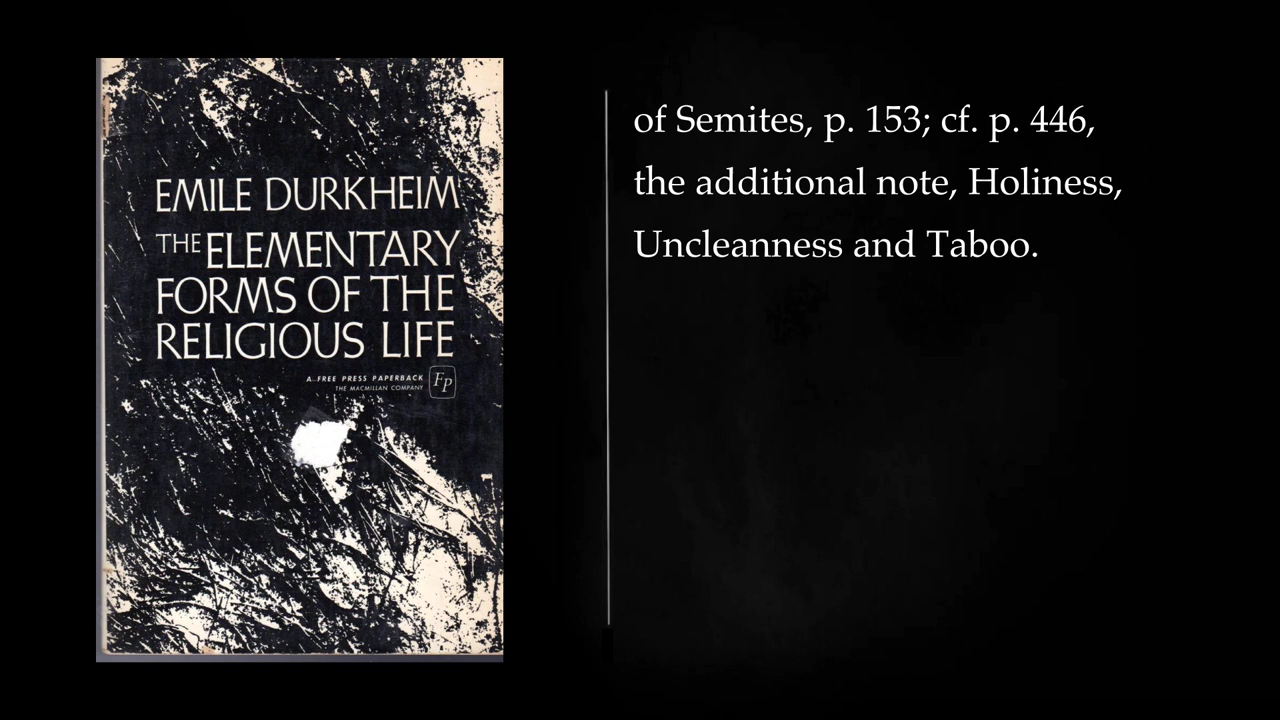 EMILE DURKHEIM
THE ELEMENTARY
FORMS OF THE
RELIGIOUS LIFE
A FREE PRESS PAPERBACK
THE MACMILLAN COMPANY
FP
of Semites, p. 153; cf. p. 446,
the additional note, Holiness,
Uncleanness and Taboo.